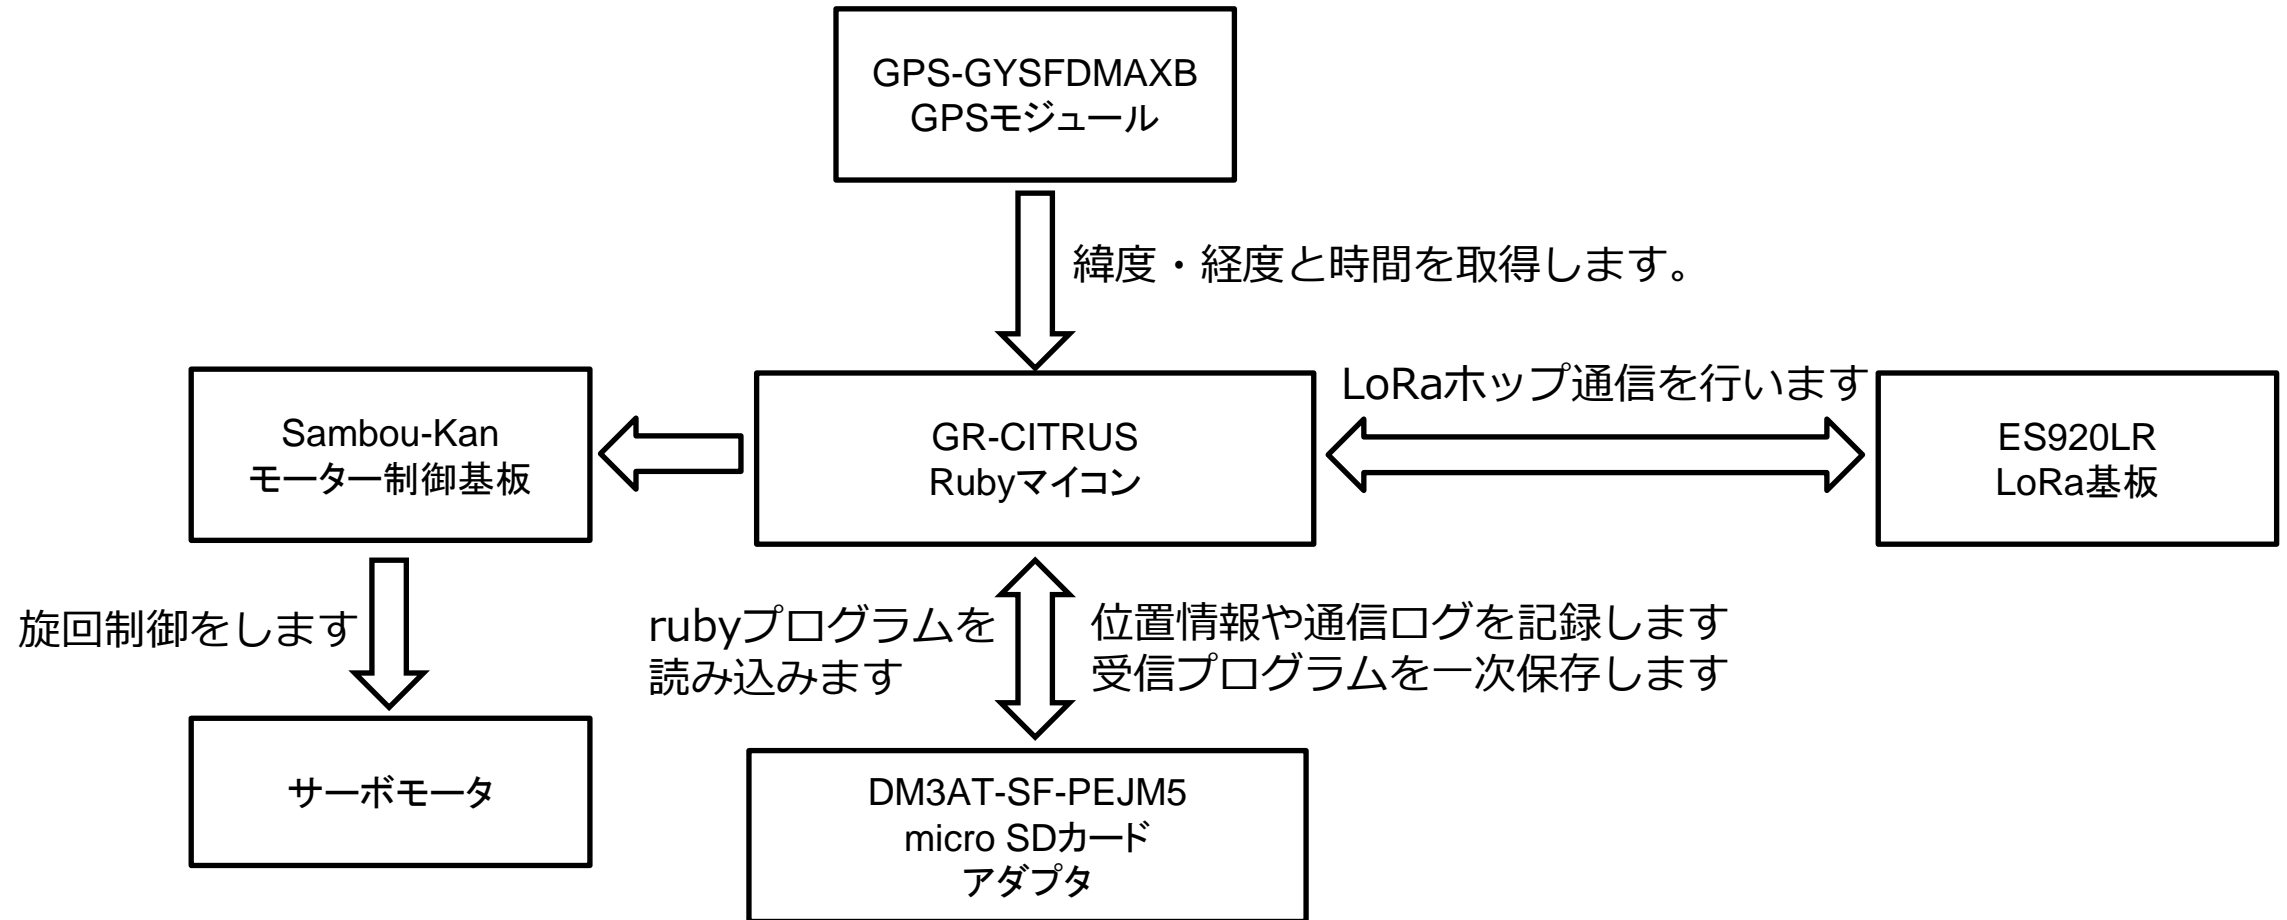 GPS-GYSFDMAXB
GPSモジュール
緯度・経度と時間を取得します。
Sambou-Kan
モーター制御基板
GR-CITRUS
Rubyマイコン
LoRaホップ通信を行います
ES920LR
LoRa基板
旋回制御をします
rubyプログラムを
読み込みます
位置情報や通信ログを記録します
受信プログラムを一次保存します
サーボモータ
DM3AT-SF-PEJM5
micro SDカード
アダプタ